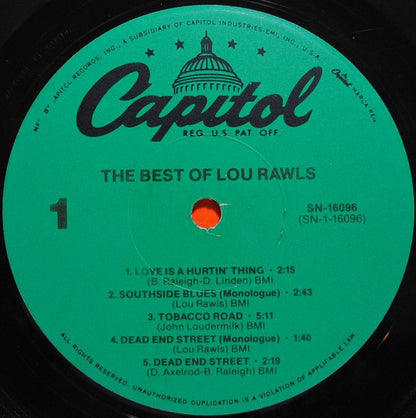 MFD. BY CAPITOL RECORDS, INC., A SUBSIDIARY OF CAPITOL INDUSTRIES-EMI, INC., U.S.A.
Capitol
REG. U.S. PAT. OFF.
Capitol MARCA REG.
THE BEST OF LOU RAWLS
1
SN-16096
(SN-1-16096)
1. LOVE IS A HURTIN' THING · 2:15
(B. Raleigh-D. Linden) BMI
2. SOUTHSIDE BLUES (Monologue) · 2:43
(Lou Rawls) BMI
3. TOBACCO ROAD · 5:11
(John Loudermilk) BMI
4. DEAD END STREET (Monologue) · 1:40
(Lou Rawls) BMI
5. DEAD END STREET · 2:19
(D. Axelrod-B. Raleigh) BMI
ALL RIGHTS RESERVED. UNAUTHORIZED DUPLICATION IS A VIOLATION OF APPLICABLE LAWS.